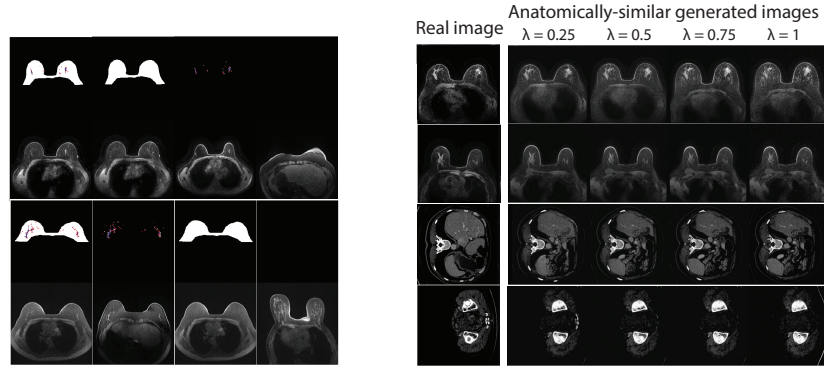 Anatomically-similar generated images
Real image
λ = 0.25 λ = 0.5 λ = 0.75 λ = 1